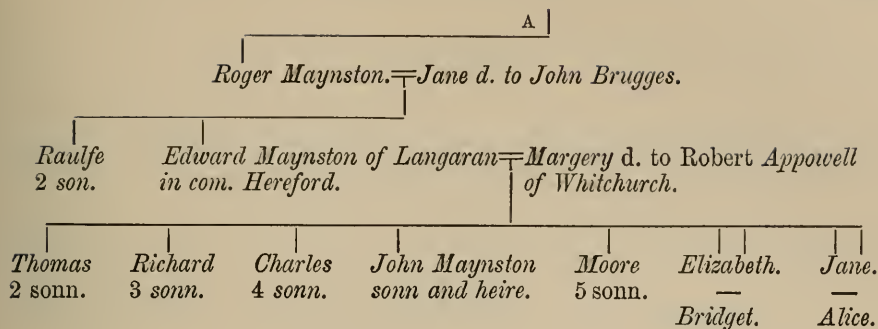 A
Roger Maynston. Jane d. to John Brugges.
Raulfe Edward Maynston of Langaran Margery d. to Robert Appowell
2 son. in com. Hereford. of Whitchurch.
Thomas Richard Charles John Maynston Moore Elizabeth. Jane.
2 sonn. 3 sonn. 4 sonn. sonn and heire. 5 sonn. — —
Bridget. Alice.